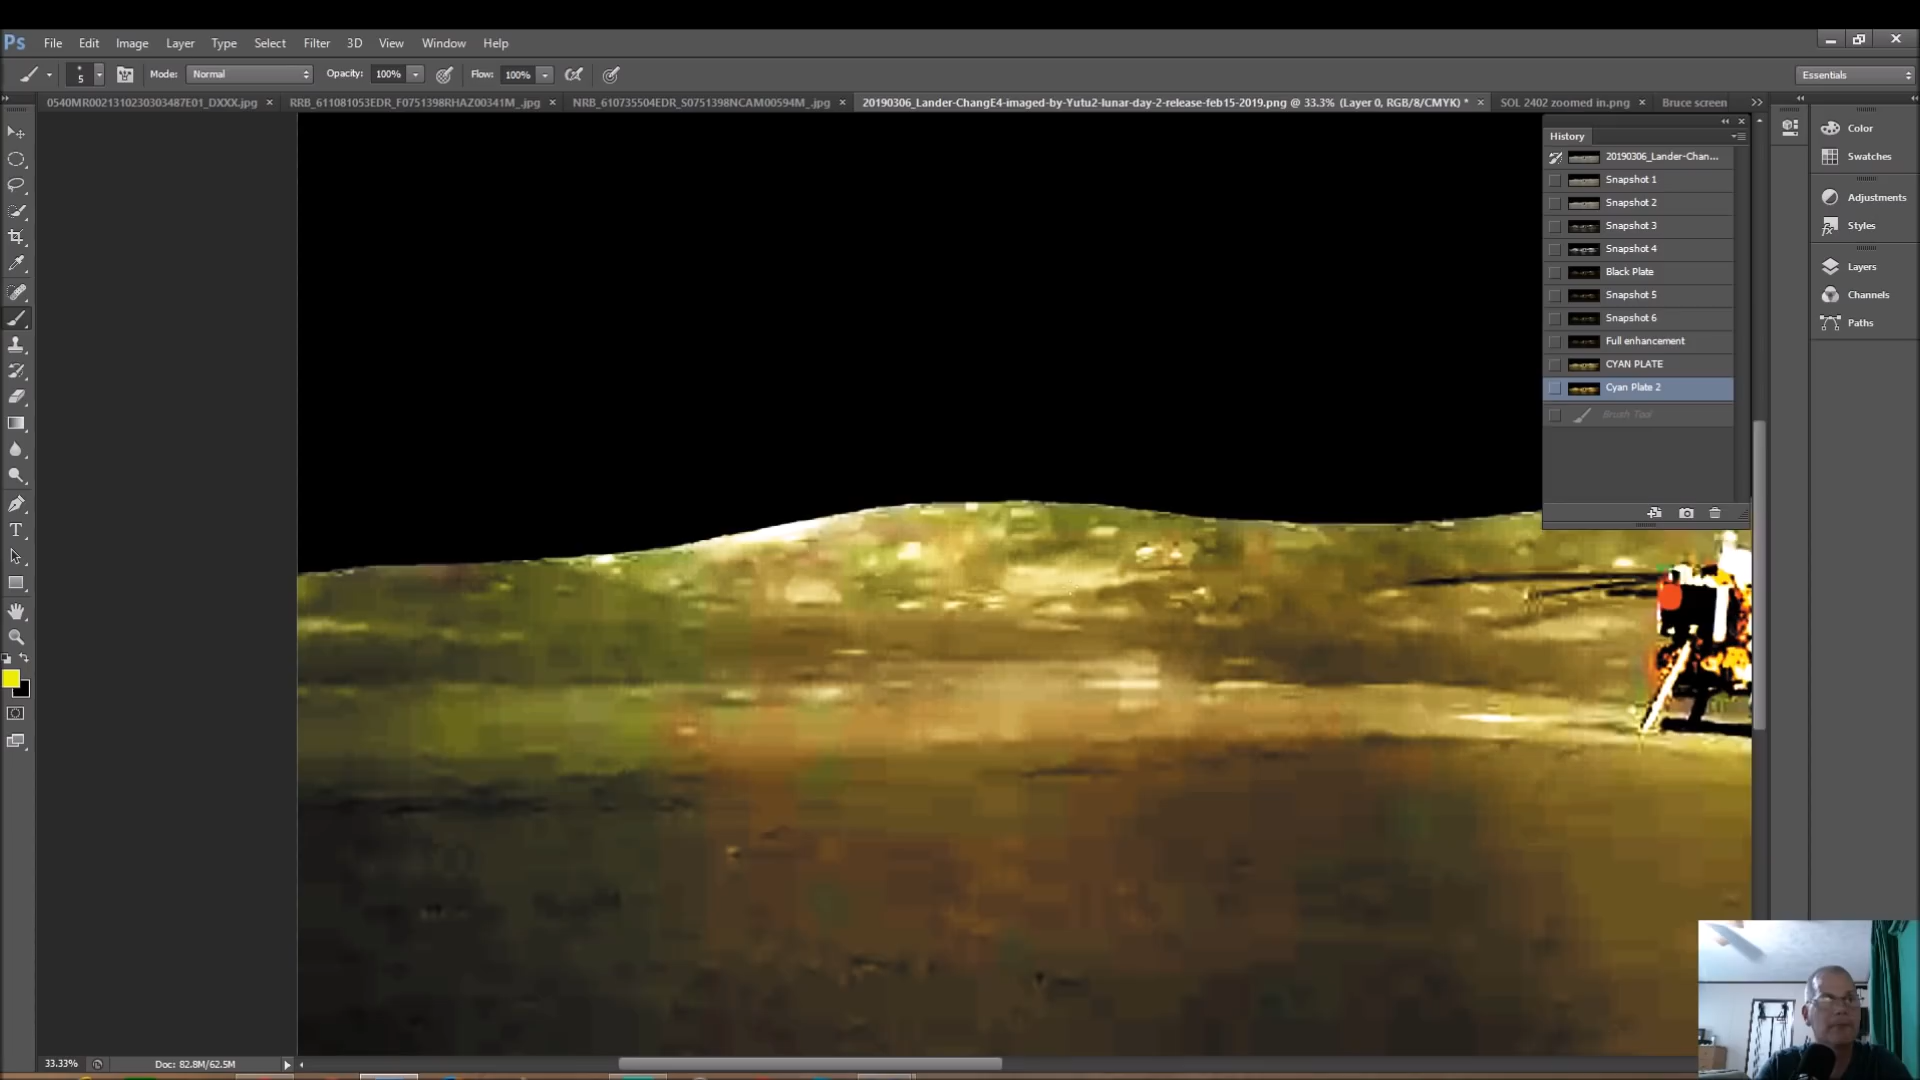 Ps File Edit Image Layer Type Select Filter 3D View Window Help
5 Mode: Normal Opacity: 100% Flow: 100% Essentials
0540MR0021310230303487E01_DXXX.jpg × RRB_611081053EDR_F0751398RHAZ00341M_.jpg × NRB_610735504EDR_S0751398NCAM00594M_.jpg × 20190306_Lander-ChangE4-imaged-by-Yutu2-lunar-day-2-release-feb15-2019.png @ 33.3% (Layer 0, RGB/8/CMYK) * × SOL 2402 zoomed in.png × Bruce screen
History
20190306_Lander-Chan...
Snapshot 1
Snapshot 2
Snapshot 3
Snapshot 4
Black Plate
Snapshot 5
Snapshot 6
Full enhancement
CYAN PLATE
Cyan Plate 2
Brush Tool
Color
Swatches
Adjustments
Styles
Layers
Channels
Paths
33.33% Doc: 82.8M/62.5M